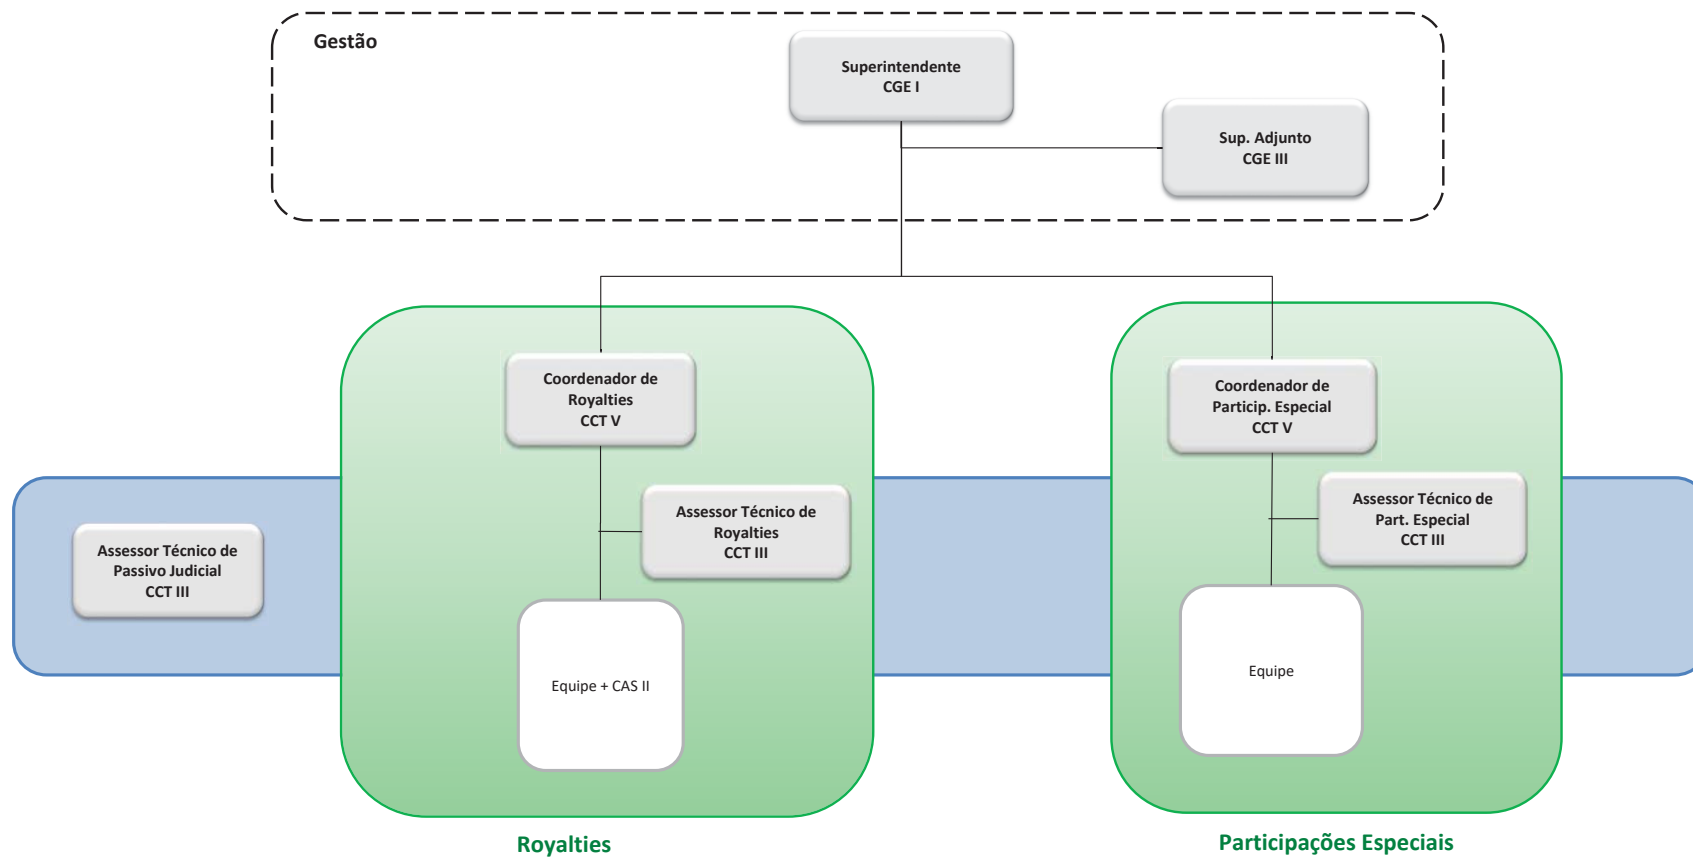 Gestão
Superintendente
CGE I
Sup. Adjunto
CGE III
Coordenador de
Royalties
CCT V
Coordenador de
Particip. Especial
CCT V
Assessor Técnico de
Passivo Judicial
CCT III
Assessor Técnico de
Royalties
CCT III
Assessor Técnico de
Part. Especial
CCT III
Equipe + CAS II
Equipe
Royalties
Participações Especiais